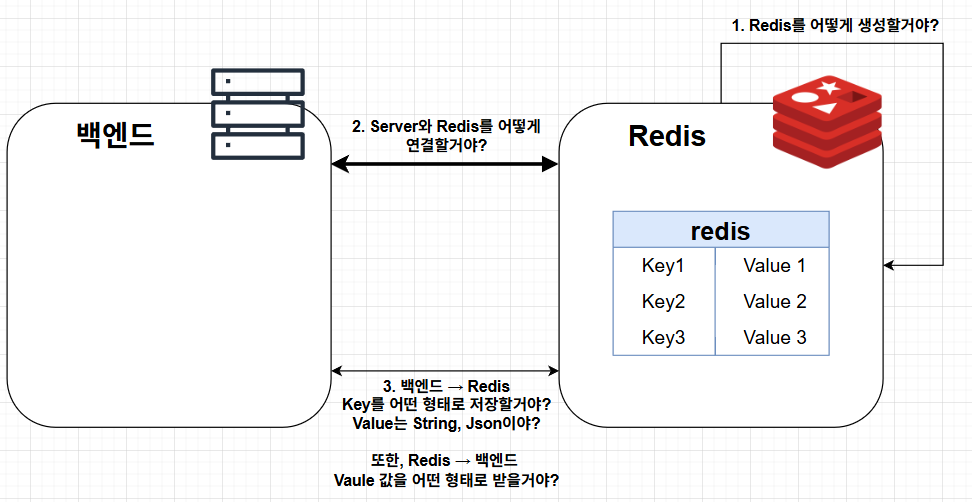 1. Redis를 어떻게 생성할거야?
백엔드
2. Server와 Redis를 어떻게
연결할거야?
Redis
redis
Key1 Value 1
Key2 Value 2
Key3 Value 3
3. 백엔드 → Redis
Key를 어떤 형태로 저장할거야?
Value는 String, Json이야?
또한, Redis → 백엔드
Vaule 값을 어떤 형태로 받을거야?